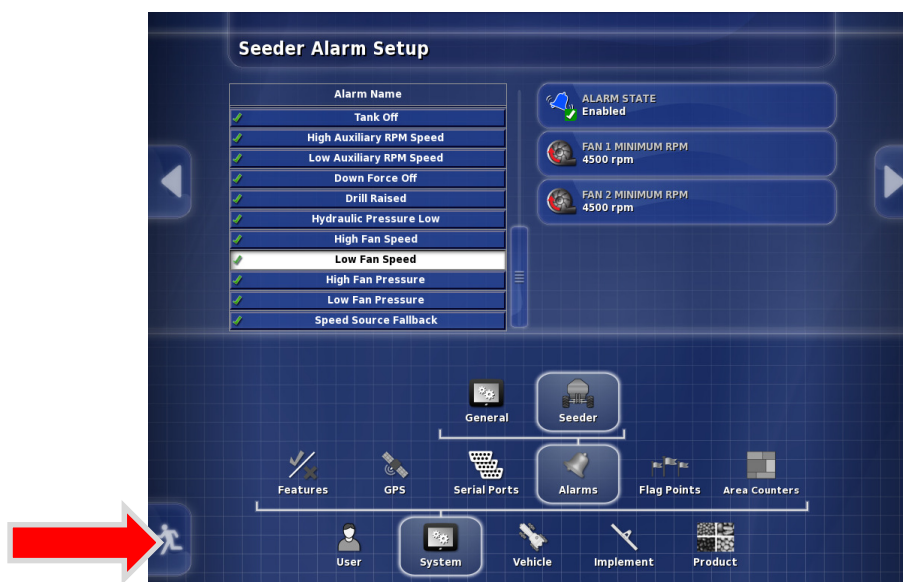 Seeder Alarm Setup
Alarm Name
Tank Off
High Auxiliary RPM Speed
Low Auxiliary RPM Speed
Down Force Off
Drill Raised
Hydraulic Pressure Low
High Fan Speed
Low Fan Speed
High Fan Pressure
Low Fan Pressure
Speed Source Fallback
ALARM STATE
Enabled
FAN 1 MINIMUM RPM
4500 rpm
FAN 2 MINIMUM RPM
4500 rpm
General Seeder
Features GPS Serial Ports Alarms Flag Points Area Counters
User System Vehicle Implement Product